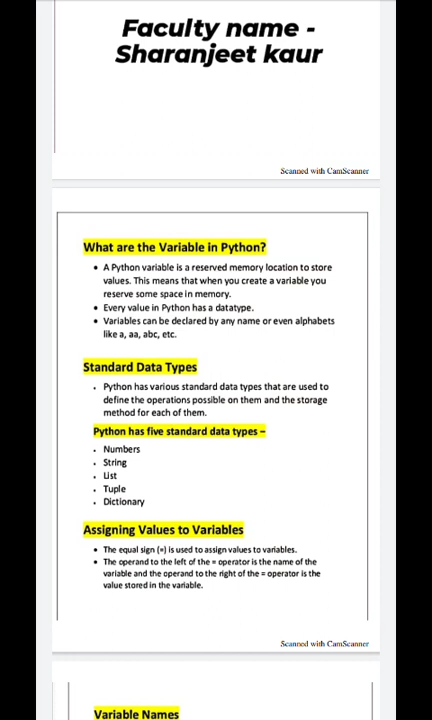 Faculty name -
Sharanjeet kaur
Scanned with CamScanner
What are the Variable in Python?
• A Python variable is a reserved memory location to store
values. This means that when you create a variable you
reserve some space in memory.
• Every value in Python has a datatype.
• Variables can be declared by any name or even alphabets
like a, aa, abc, etc.
Standard Data Types
• Python has various standard data types that are used to
define the operations possible on them and the storage
method for each of them.
Python has five standard data types –
• Numbers
• String
• List
• Tuple
• Dictionary
Assigning Values to Variables
• The equal sign (=) is used to assign values to variables.
• The operand to the left of the = operator is the name of the
variable and the operand to the right of the = operator is the
value stored in the variable.
Scanned with CamScanner
Variable Names